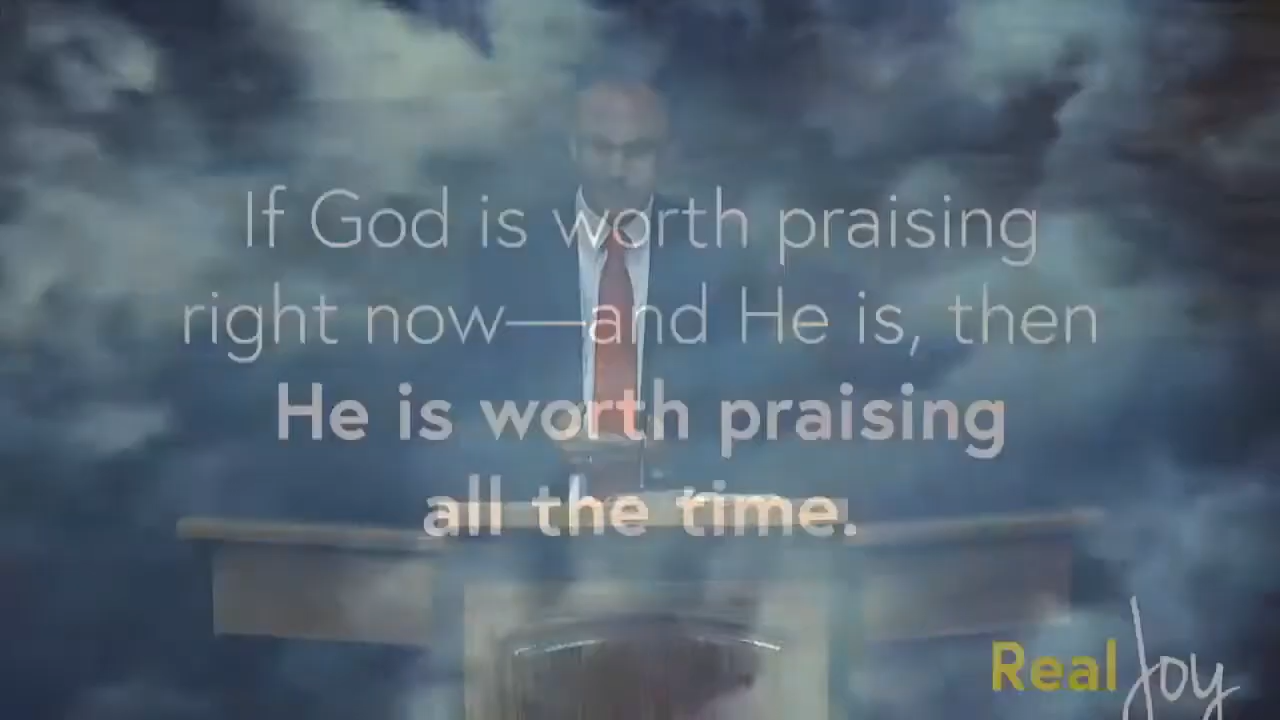 If God is worth praising
right now—and He is, then
He is worth praising
all the time.
Real Joy